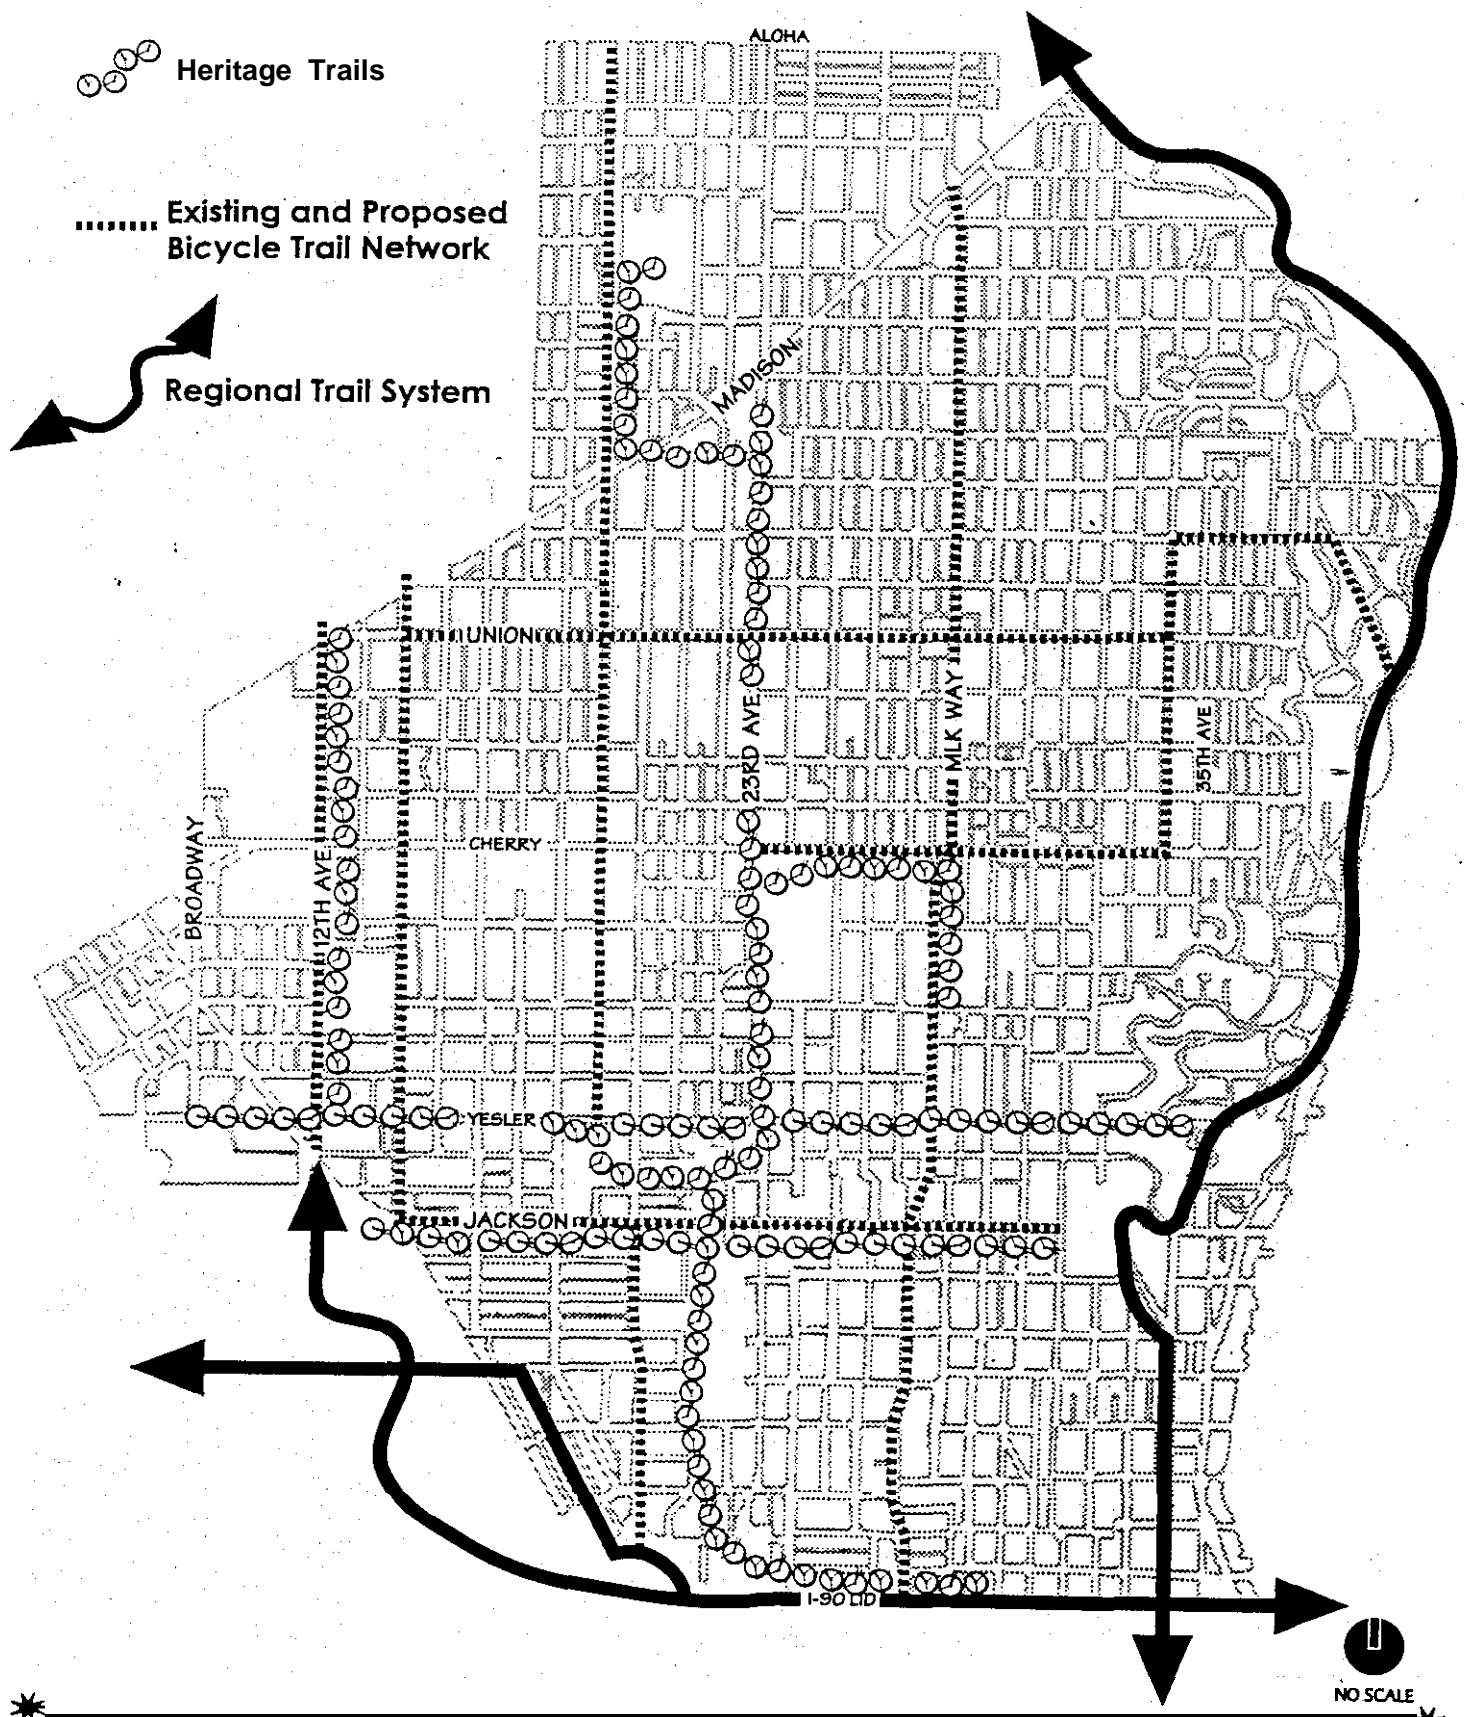 ALOHA
Heritage Trails
Existing and Proposed
Bicycle Trail Network
Regional Trail System
MADISON
UNION
MLK WAY
23RD AVE
35TH AVE
BROADWAY
12TH AVE
CHERRY
YESLER
JACKSON
I-90 LID
NO SCALE